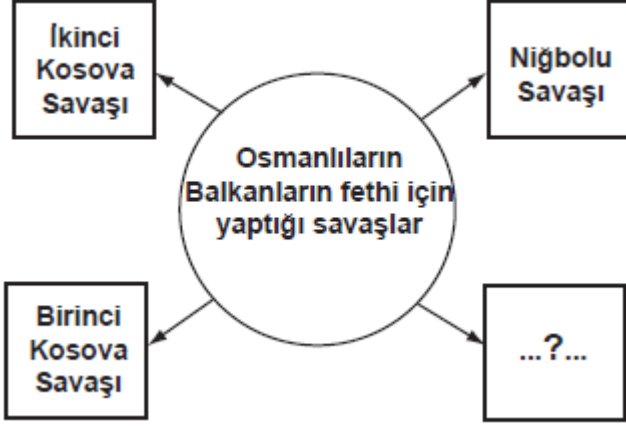 İkinci
Kosova
Savaşı
Niğbolu
Savaşı
Osmanlıların
Balkanların fethi için
yaptığı savaşlar
Birinci
Kosova
Savaşı
...?...